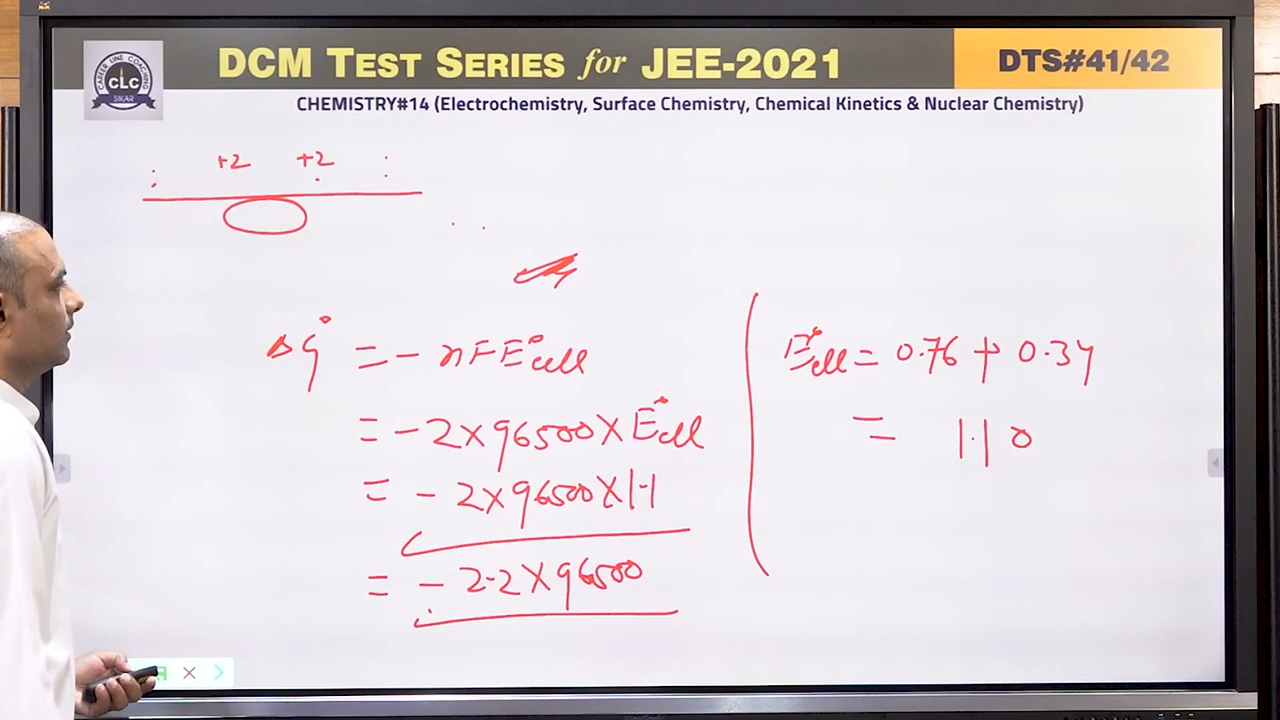 DCM TEST SERIES for JEE-2021
DTS#41/42
CAREER LINE COACHING
CLC
SIKAR
CHEMISTRY#14 (Electrochemistry, Surface Chemistry, Chemical Kinetics & Nuclear Chemistry)
+2 +2
ΔG° = - nFE°cell
= - 2 x 96500 x E°cell
= - 2 x 96500 x 1.1
= - 2.2 x 96500
E°cell = 0.76 + 0.34
= 1.10